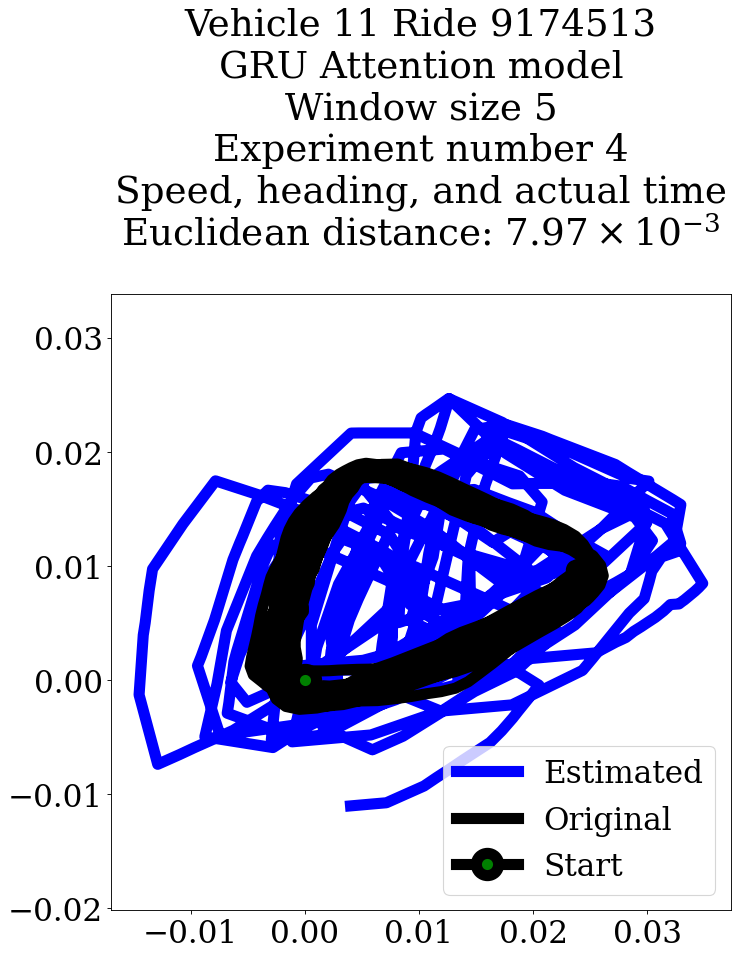 Vehicle 11 Ride 9174513
GRU Attention model
Window size 5
Experiment number 4
Speed, heading, and actual time
Euclidean distance: 7.97 × 10⁻³
0.03
0.02
0.01
0.00
−0.01
−0.02
−0.01 0.00 0.01 0.02 0.03
Estimated
Original
Start